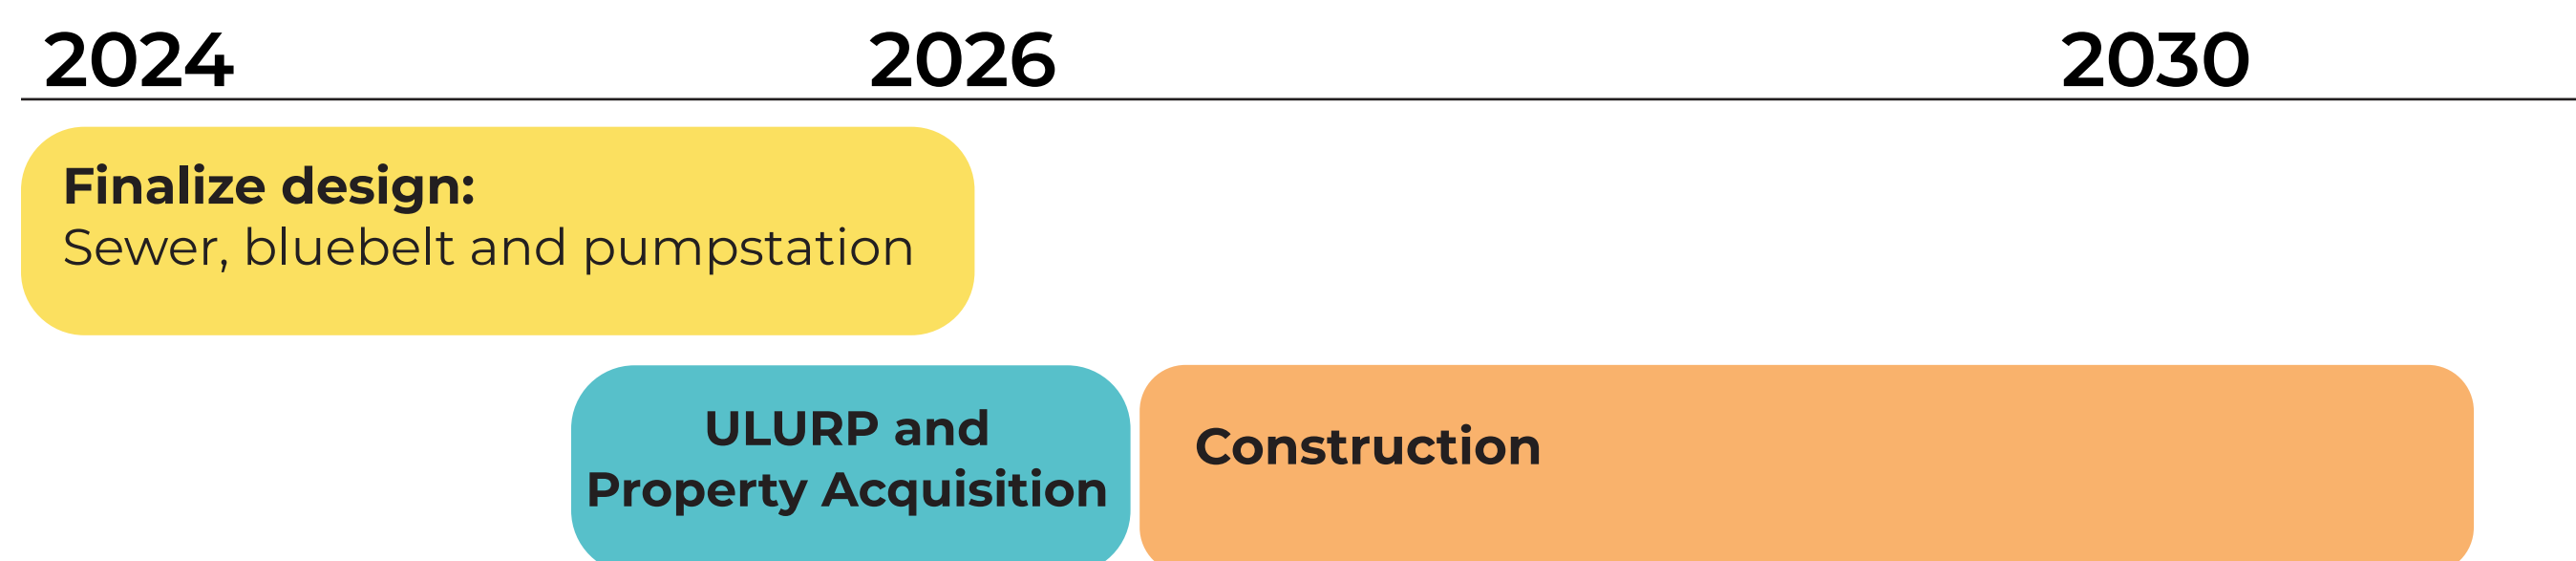 2024 2026 2030
Finalize design:
Sewer, bluebelt and pumpstation
ULURP and
Property Acquisition
Construction